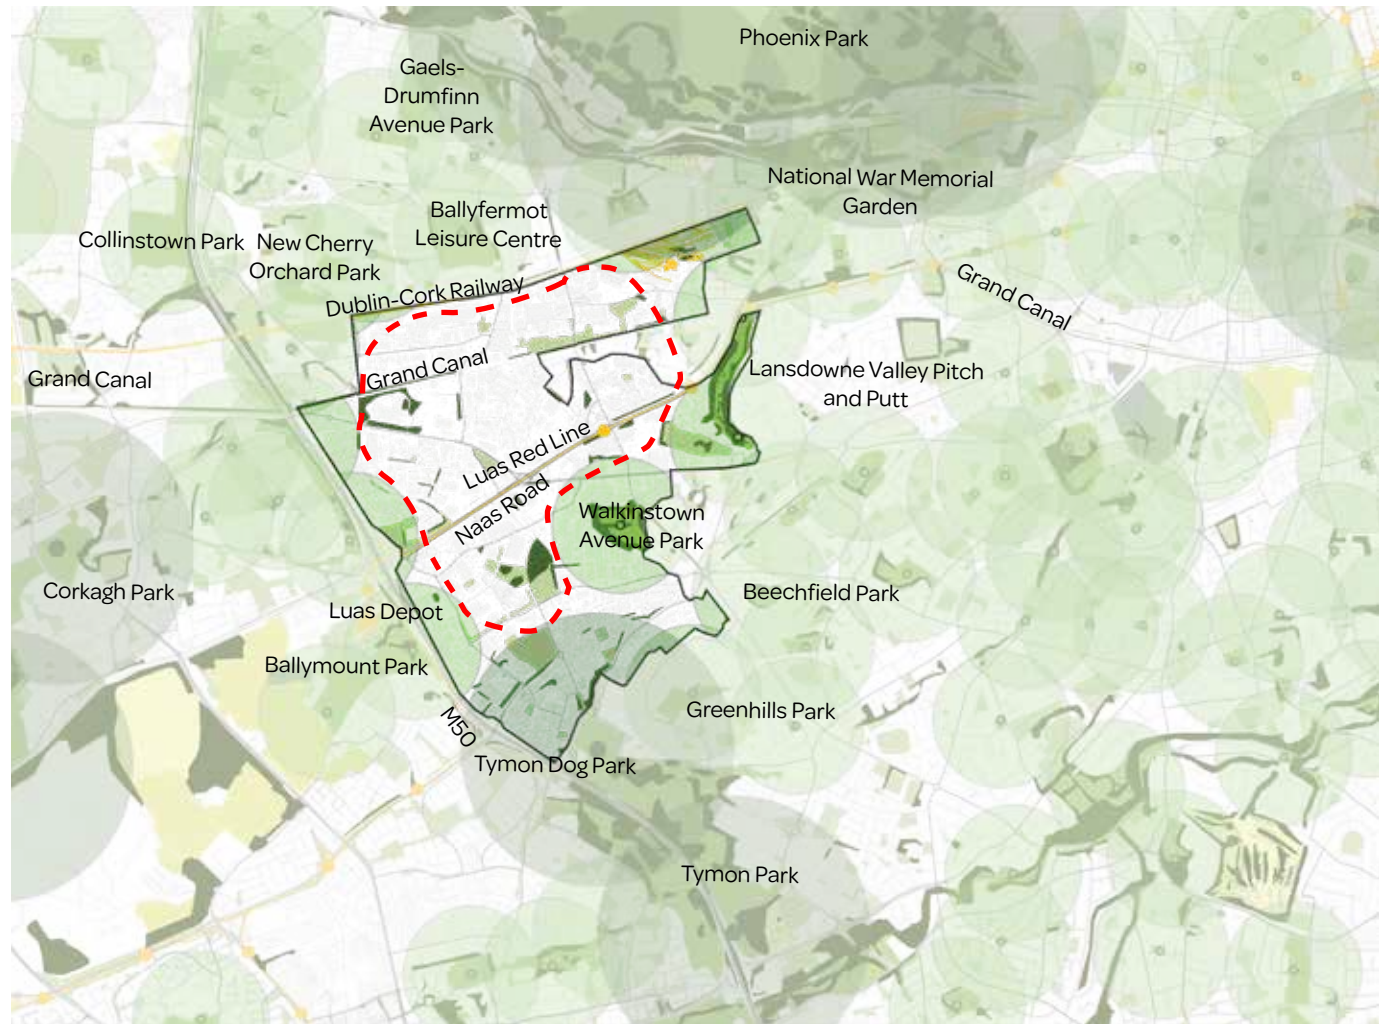 Phoenix Park
Gaels-
Drumfinn
Avenue Park
National War Memorial
Garden
Ballyfermot
Leisure Centre
Collinstown Park
New Cherry
Orchard Park
Dublin-Cork Railway
Grand Canal
Grand Canal
Grand Canal
Lansdowne Valley Pitch
and Putt
Luas Red Line
Naas Road
Walkinstown
Avenue Park
Corkagh Park
Beechfield Park
Luas Depot
Ballymount Park
Greenhills Park
M50
Tymon Dog Park
Tymon Park